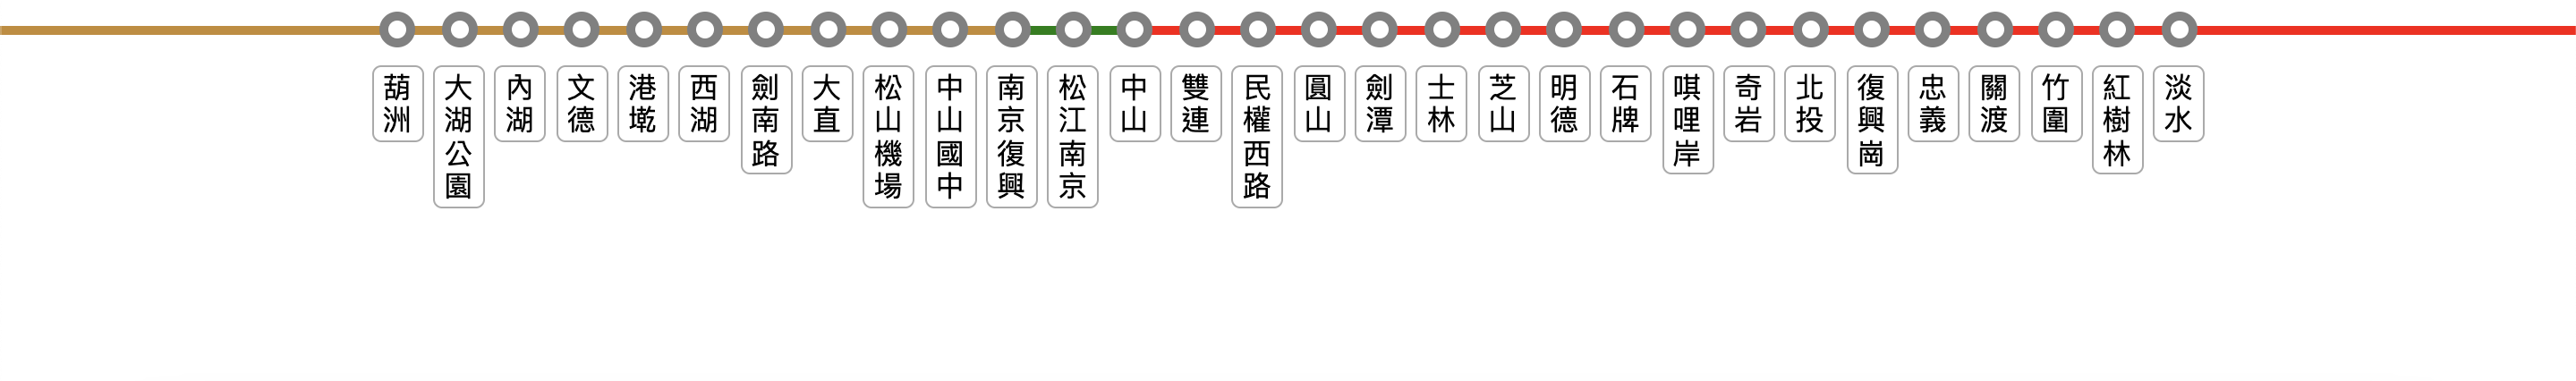 葫洲
大湖公園
內湖
文德
港墘
西湖
劍南路
大直
松山機場
中山國中
南京復興
松江南京
中山
雙連
民權西路
圓山
劍潭
士林
芝山
明德
石牌
唭哩岸
奇岩
北投
復興崗
忠義
關渡
竹圍
紅樹林
淡水